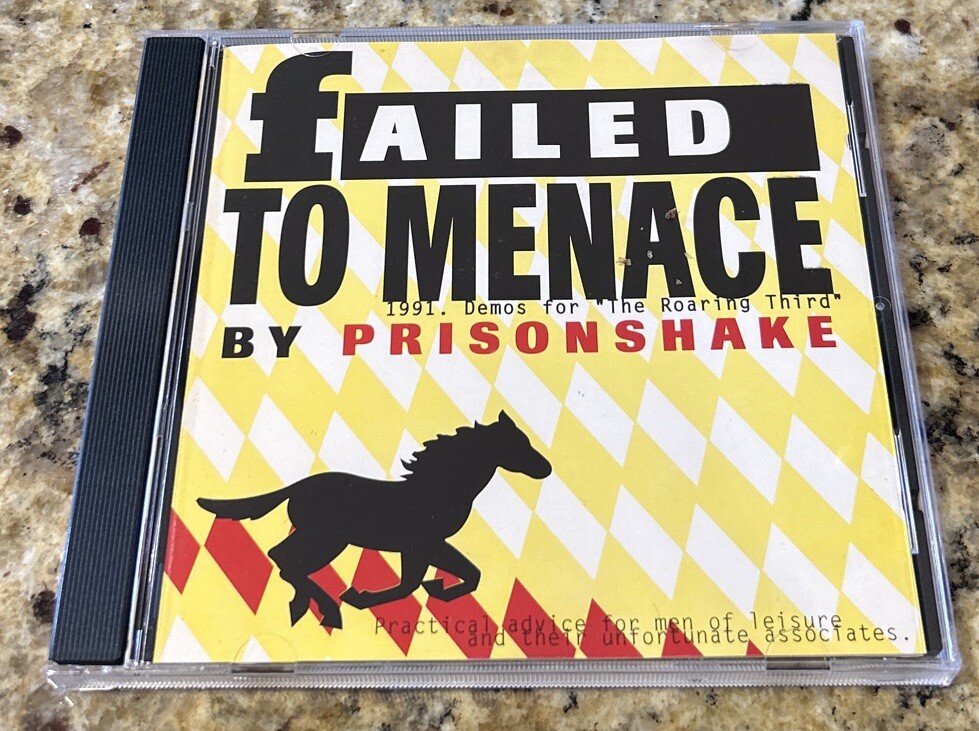 fAILED
TO MENACE
1991. Demos for "The Roaring Third"
BY PRISONSHAKE
Practical advice for men of leisure
and their unfortunate associates.